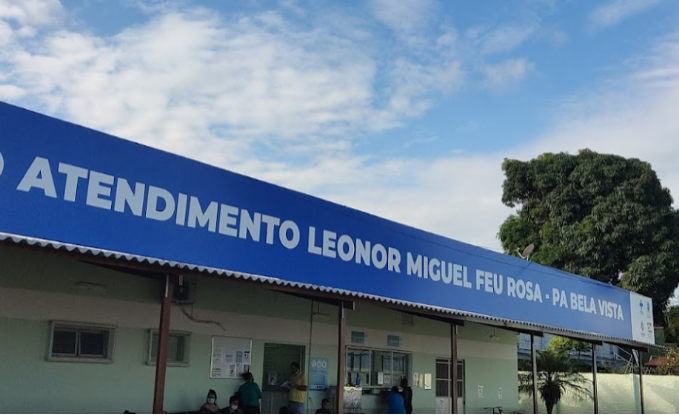 ATENDIMENTO LEONOR MIGUEL FEU ROSA - PA BELA VISTA